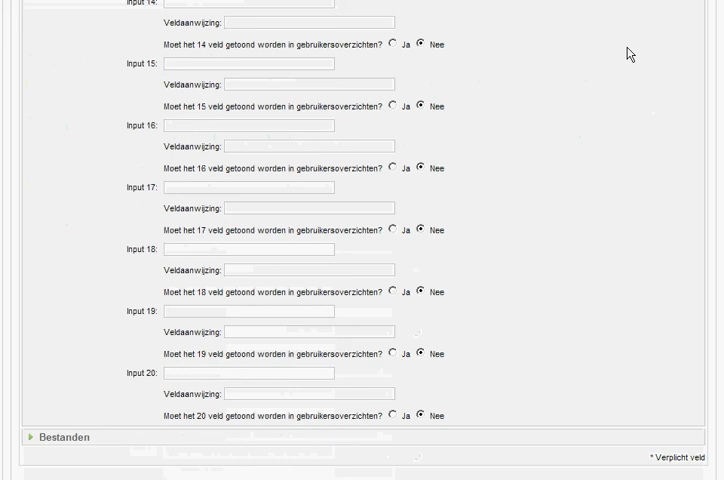 Input 14:
Veldaanwijzing:
Moet het 14 veld getoond worden in gebruikersoverzichten? Ja Nee
Input 15:
Veldaanwijzing:
Moet het 15 veld getoond worden in gebruikersoverzichten? Ja Nee
Input 16:
Veldaanwijzing:
Moet het 16 veld getoond worden in gebruikersoverzichten? Ja Nee
Input 17:
Veldaanwijzing:
Moet het 17 veld getoond worden in gebruikersoverzichten? Ja Nee
Input 18:
Veldaanwijzing:
Moet het 18 veld getoond worden in gebruikersoverzichten? Ja Nee
Input 19:
Veldaanwijzing:
Moet het 19 veld getoond worden in gebruikersoverzichten? Ja Nee
Input 20:
Veldaanwijzing:
Moet het 20 veld getoond worden in gebruikersoverzichten? Ja Nee
Bestanden
* Verplicht veld